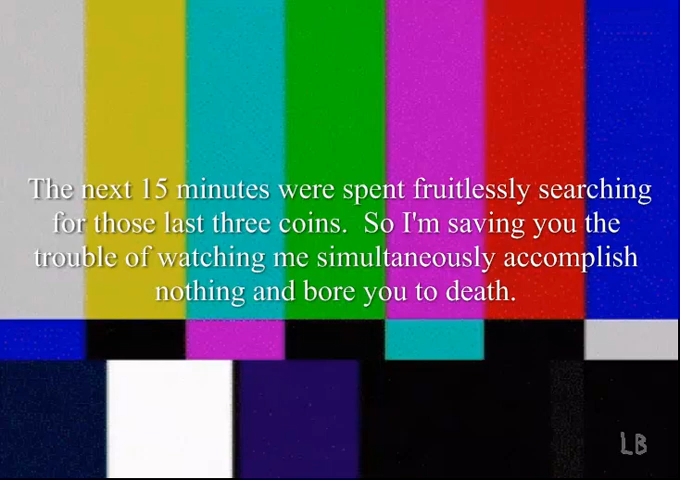 The next 15 minutes were spent fruitlessly searching
for those last three coins.  So I'm saving you the
trouble of watching me simultaneously accomplish
nothing and bore you to death.
LB